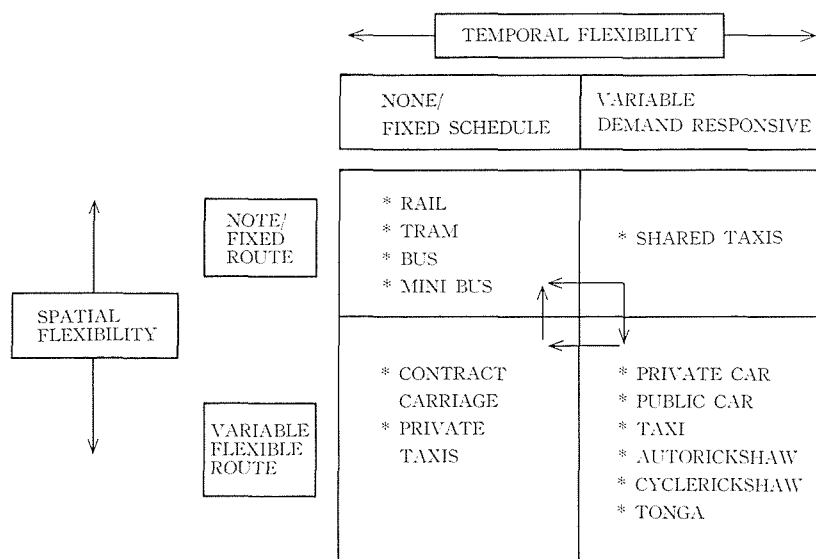 TEMPORAL FLEXIBILITY
NONE/
FIXED SCHEDULE
VARIABLE
DEMAND RESPONSIVE
NOTE/
FIXED
ROUTE
* RAIL
* TRAM
* BUS
* MINI BUS
* SHARED TAXIS
SPATIAL
FLEXIBILITY
VARIABLE
FLEXIBLE
ROUTE
* CONTRACT
CARRIAGE
* PRIVATE
TAXIS
* PRIVATE CAR
* PUBLIC CAR
* TAXI
* AUTORICKSHAW
* CYCLERICKSHAW
* TONGA